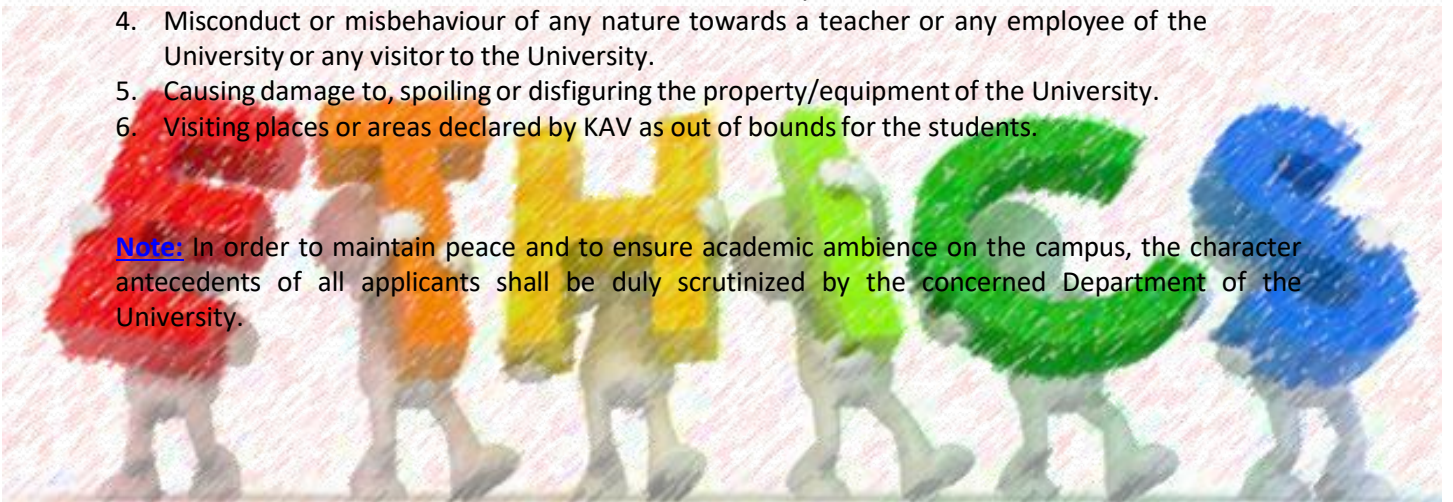 4. Misconduct or misbehaviour of any nature towards a teacher or any employee of the
University or any visitor to the University.
5. Causing damage to, spoiling or disfiguring the property/equipment of the University.
6. Visiting places or areas declared by KAV as out of bounds for the students.
ETHICS
Note: In order to maintain peace and to ensure academic ambience on the campus, the character
antecedents of all applicants shall be duly scrutinized by the concerned Department of the
University.